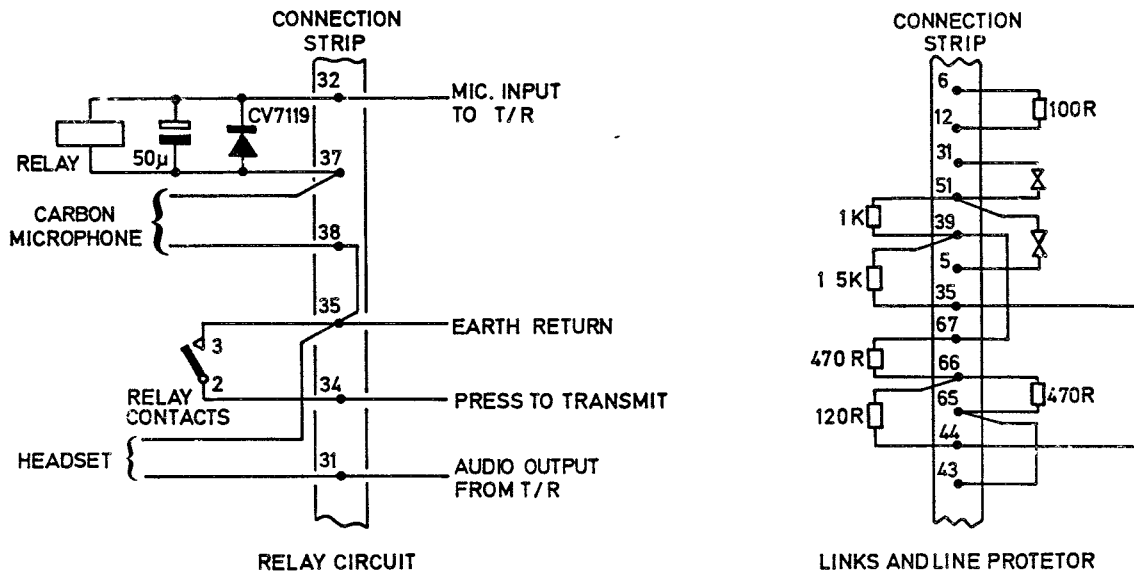 CONNECTION
STRIP
32
MIC. INPUT
TO T/R
CV7119
RELAY
50µ
37
CARBON
MICROPHONE
38
35
EARTH RETURN
3
2
RELAY
CONTACTS
34
PRESS TO TRANSMIT
HEADSET
31
AUDIO OUTPUT
FROM T/R
RELAY CIRCUIT
CONNECTION
STRIP
6
100R
12
31
51
1K
39
5
1 5K
35
67
470R
66
470R
65
120R
44
43
LINKS AND LINE PROTETOR